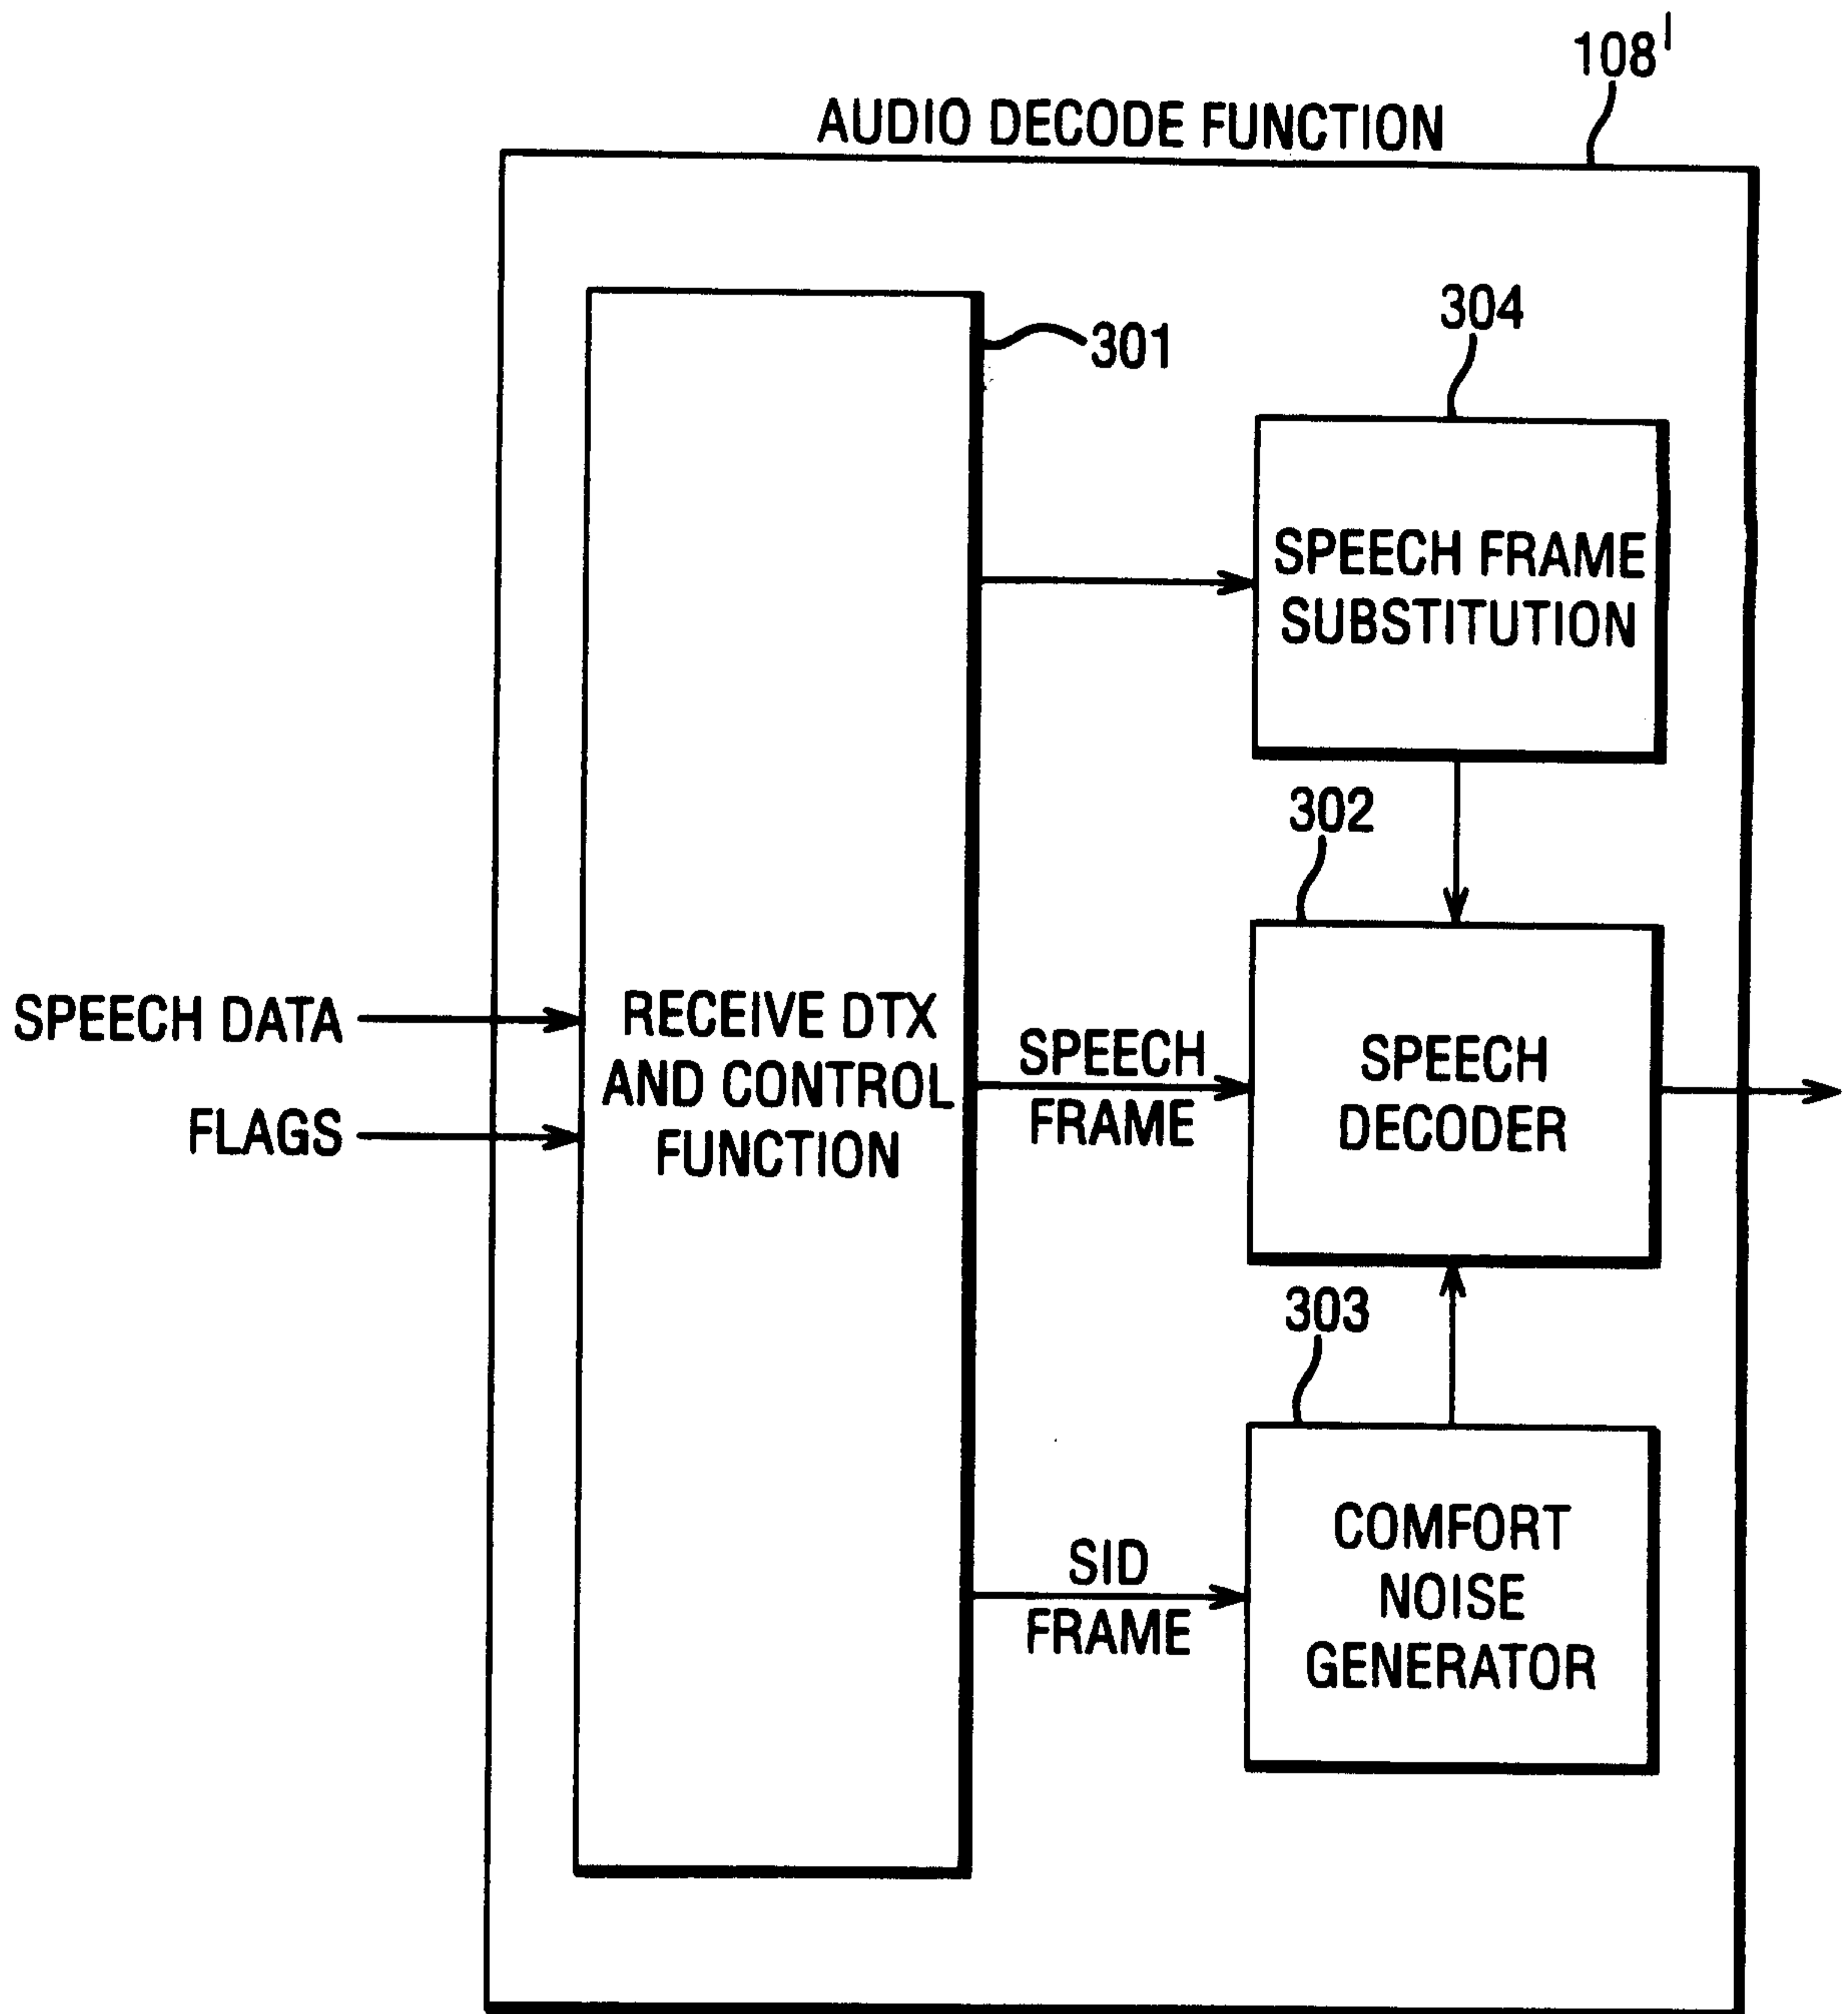 108'
AUDIO DECODE FUNCTION
301
304
SPEECH FRAME
SUBSTITUTION
302
SPEECH DATA
FLAGS
RECEIVE DTX
AND CONTROL
FUNCTION
SPEECH
FRAME
SPEECH
DECODER
303
SID
FRAME
COMFORT
NOISE
GENERATOR